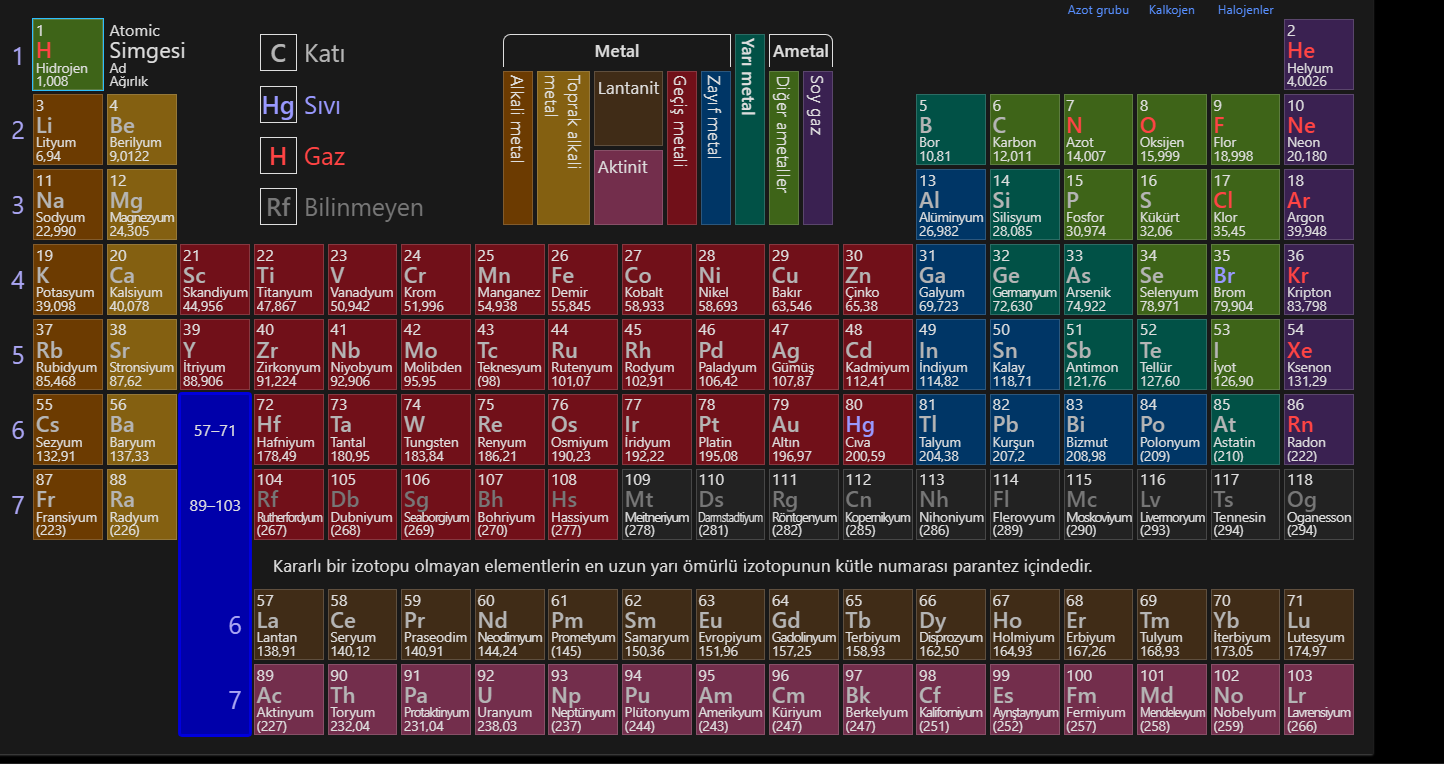 Azot grubu Kalkojen Halojenler
1 H Hidrojen 1,008
Atomic
Simgesi
Ad
Ağırlık
C Katı
Hg Sıvı
H Gaz
Rf Bilinmeyen
Metal
Alkali metal
Toprak alkali metal
Lantanit
Aktinit
Geçiş metali
Zayıf metal
Yarı metal
Ametal
Diğer ametaller
Soy gaz
1
2 He Helyum 4,0026
2
3 Li Lityum 6,94
4 Be Berilyum 9,0122
5 B Bor 10,81
6 C Karbon 12,011
7 N Azot 14,007
8 O Oksijen 15,999
9 F Flor 18,998
10 Ne Neon 20,180
3
11 Na Sodyum 22,990
12 Mg Magnezyum 24,305
13 Al Alüminyum 26,982
14 Si Silisyum 28,085
15 P Fosfor 30,974
16 S Kükürt 32,06
17 Cl Klor 35,45
18 Ar Argon 39,948
4
19 K Potasyum 39,098
20 Ca Kalsiyum 40,078
21 Sc Skandiyum 44,956
22 Ti Titanyum 47,867
23 V Vanadyum 50,942
24 Cr Krom 51,996
25 Mn Manganez 54,938
26 Fe Demir 55,845
27 Co Kobalt 58,933
28 Ni Nikel 58,693
29 Cu Bakır 63,546
30 Zn Çinko 65,38
31 Ga Galyum 69,723
32 Ge Germanyum 72,630
33 As Arsenik 74,922
34 Se Selenyum 78,971
35 Br Brom 79,904
36 Kr Kripton 83,798
5
37 Rb Rubidyum 85,468
38 Sr Stronsiyum 87,62
39 Y İtriyum 88,906
40 Zr Zirkonyum 91,224
41 Nb Niyobyum 92,906
42 Mo Molibden 95,95
43 Tc Teknesyum (98)
44 Ru Rutenyum 101,07
45 Rh Rodyum 102,91
46 Pd Paladyum 106,42
47 Ag Gümüş 107,87
48 Cd Kadmiyum 112,41
49 In İndiyum 114,82
50 Sn Kalay 118,71
51 Sb Antimon 121,76
52 Te Tellür 127,60
53 I İyot 126,90
54 Xe Ksenon 131,29
6
55 Cs Sezyum 132,91
56 Ba Baryum 137,33
57–71
72 Hf Hafniyum 178,49
73 Ta Tantal 180,95
74 W Tungsten 183,84
75 Re Renyum 186,21
76 Os Osmiyum 190,23
77 Ir İridyum 192,22
78 Pt Platin 195,08
79 Au Altın 196,97
80 Hg Cıva 200,59
81 Tl Talyum 204,38
82 Pb Kurşun 207,2
83 Bi Bizmut 208,98
84 Po Polonyum (209)
85 At Astatin (210)
86 Rn Radon (222)
7
87 Fr Fransiyum (223)
88 Ra Radyum (226)
89–103
104 Rf Rutherfordyum (267)
105 Db Dubniyum (268)
106 Sg Seaborgiyum (269)
107 Bh Bohriyum (270)
108 Hs Hassiyum (277)
109 Mt Meitneriyum (278)
110 Ds Darmstadtiyum (281)
111 Rg Röntgenyum (282)
112 Cn Kopernikyum (285)
113 Nh Nihoniyum (286)
114 Fl Flerovyum (289)
115 Mc Moskoviyum (290)
116 Lv Livermoryum (293)
117 Ts Tennesin (294)
118 Og Oganesson (294)
Kararlı bir izotopu olmayan elementlerin en uzun yarı ömürlü izotopunun kütle numarası parantez içindedir.
6
57 La Lantan 138,91
58 Ce Seryum 140,12
59 Pr Praseodim 140,91
60 Nd Neodimyum 144,24
61 Pm Prometyum (145)
62 Sm Samaryum 150,36
63 Eu Evropiyum 151,96
64 Gd Gadolinyum 157,25
65 Tb Terbiyum 158,93
66 Dy Disprozyum 162,50
67 Ho Holmiyum 164,93
68 Er Erbiyum 167,26
69 Tm Tulyum 168,93
70 Yb İterbiyum 173,05
71 Lu Lutesyum 174,97
7
89 Ac Aktinyum (227)
90 Th Toryum 232,04
91 Pa Protaktinyum 231,04
92 U Uranyum 238,03
93 Np Neptünyum (237)
94 Pu Plütonyum (244)
95 Am Amerikyum (243)
96 Cm Küriyum (247)
97 Bk Berkelyum (247)
98 Cf Kaliforniyum (251)
99 Es Aynştaynyum (252)
100 Fm Fermiyum (257)
101 Md Mendelevyum (258)
102 No Nobelyum (259)
103 Lr Lavrensiyum (266)